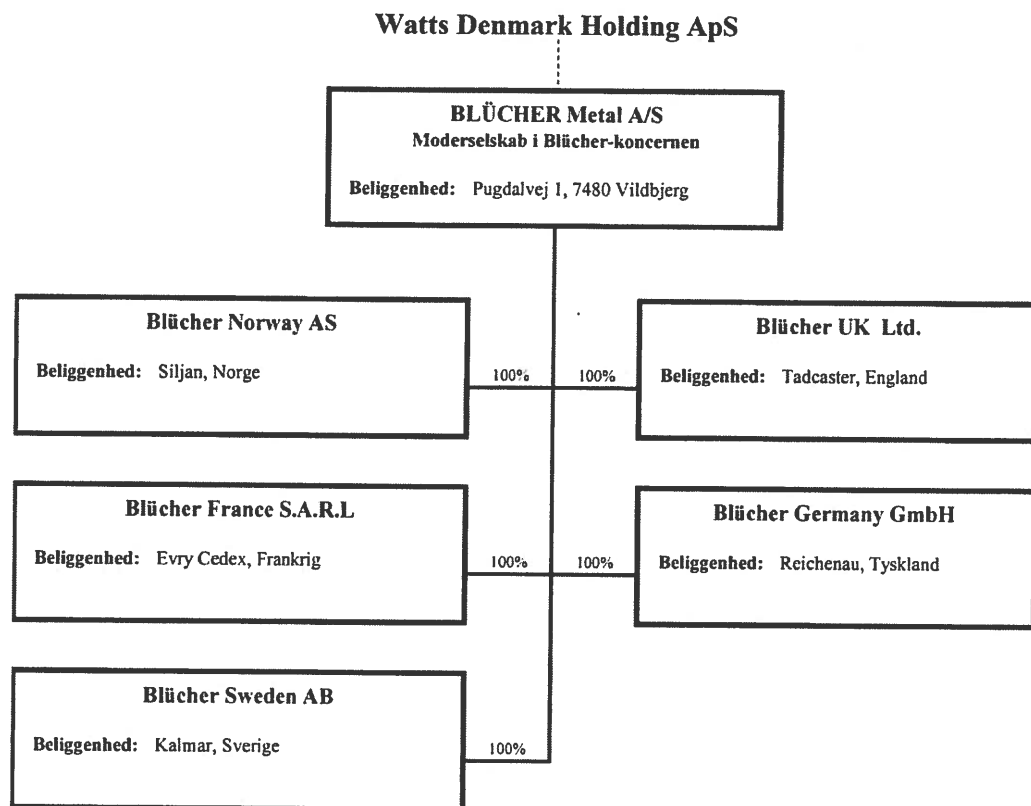 Watts Denmark Holding ApS
BLÜCHER Metal A/S
Moderselskab i Blücher-koncernen
Beliggenhed: Pugdalvej 1, 7480 Vildbjerg
Blücher Norway AS
Beliggenhed: Siljan, Norge
100%
100%
Blücher UK Ltd.
Beliggenhed: Tadcaster, England
Blücher France S.A.R.L
Beliggenhed: Evry Cedex, Frankrig
100%
100%
Blücher Germany GmbH
Beliggenhed: Reichenau, Tyskland
Blücher Sweden AB
Beliggenhed: Kalmar, Sverige
100%